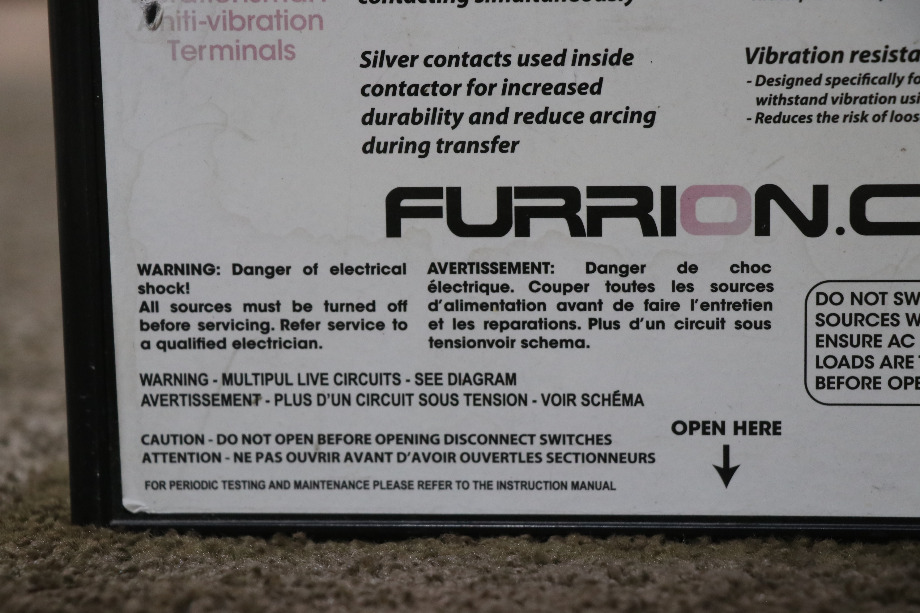 Anti-vibration
Terminals
contacting simultaneously
Silver contacts used inside
contactor for increased
durability and reduce arcing
during transfer
Vibration resista
- Designed specifically fo
withstand vibration usi
- Reduces the risk of loos
FURRION.C
WARNING: Danger of electrical
shock!
All sources must be turned off
before servicing. Refer service to
a qualified electrician.
AVERTISSEMENT: Danger de choc
électrique. Couper toutes les sources
d'alimentation avant de faire l'entretien
et les reparations. Plus d'un circuit sous
tensionvoir schema.
WARNING - MULTIPUL LIVE CIRCUITS - SEE DIAGRAM
AVERTISSEMENT - PLUS D'UN CIRCUIT SOUS TENSION - VOIR SCHÉMA
CAUTION - DO NOT OPEN BEFORE OPENING DISCONNECT SWITCHES
ATTENTION - NE PAS OUVRIR AVANT D'AVOIR OUVERTLES SECTIONNEURS
FOR PERIODIC TESTING AND MAINTENANCE PLEASE REFER TO THE INSTRUCTION MANUAL
OPEN HERE
DO NOT SW
SOURCES W
ENSURE AC
LOADS ARE
BEFORE OPE